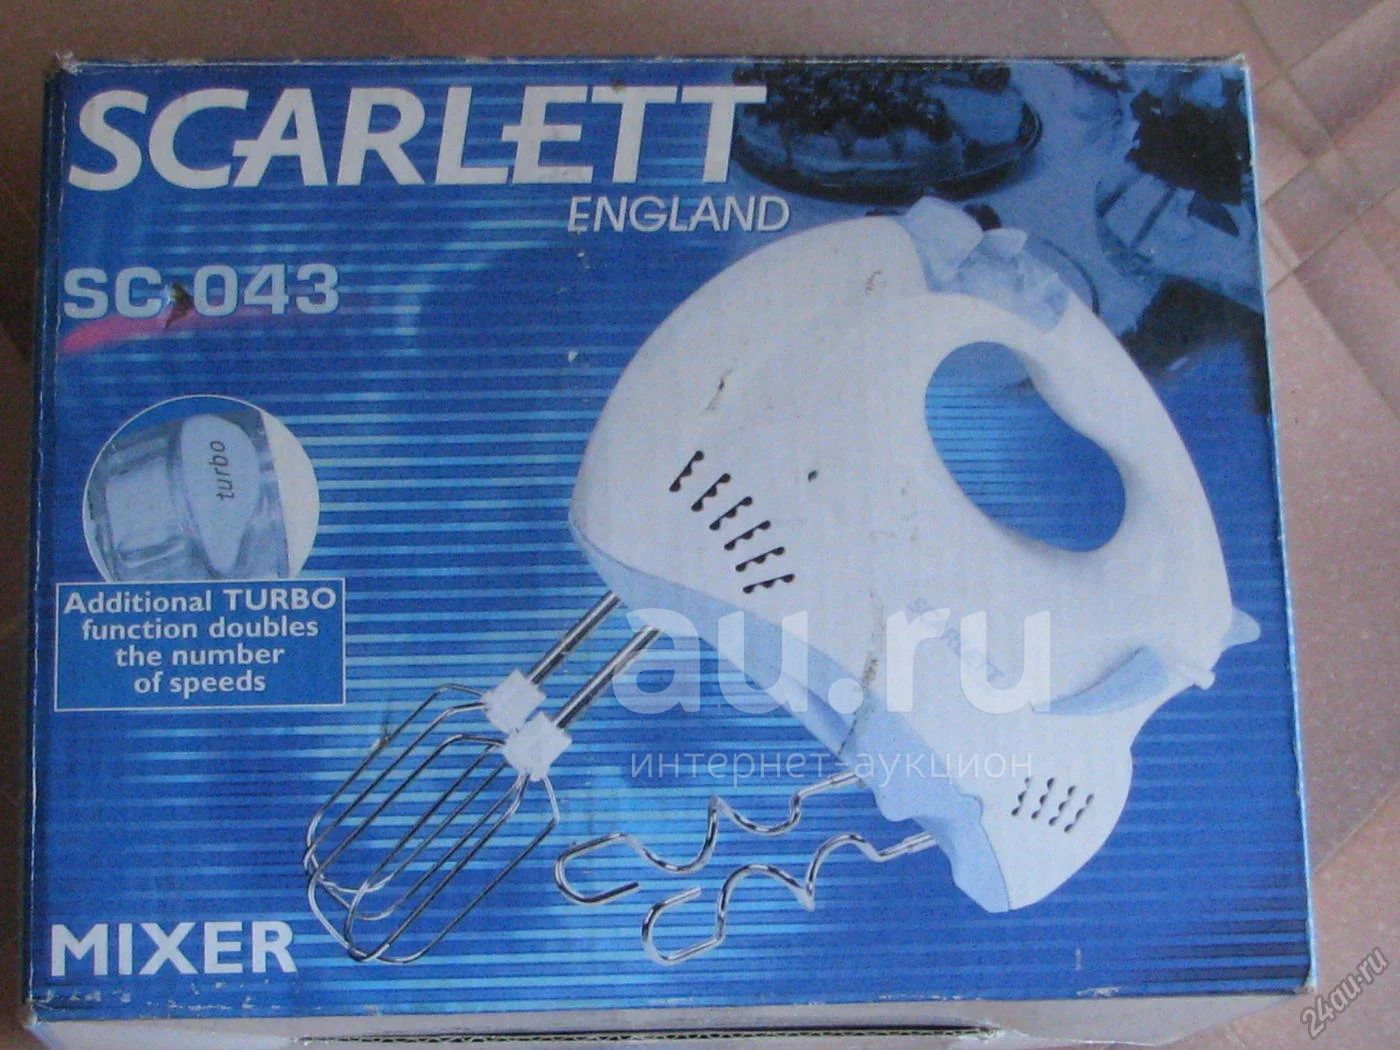 SCARLETT
ENGLAND
SC 043
turbo
Additional TURBO
function doubles
the number
of speeds
SCARLETT
au.ru
интернет-аукцион
MIXER
24au.ru